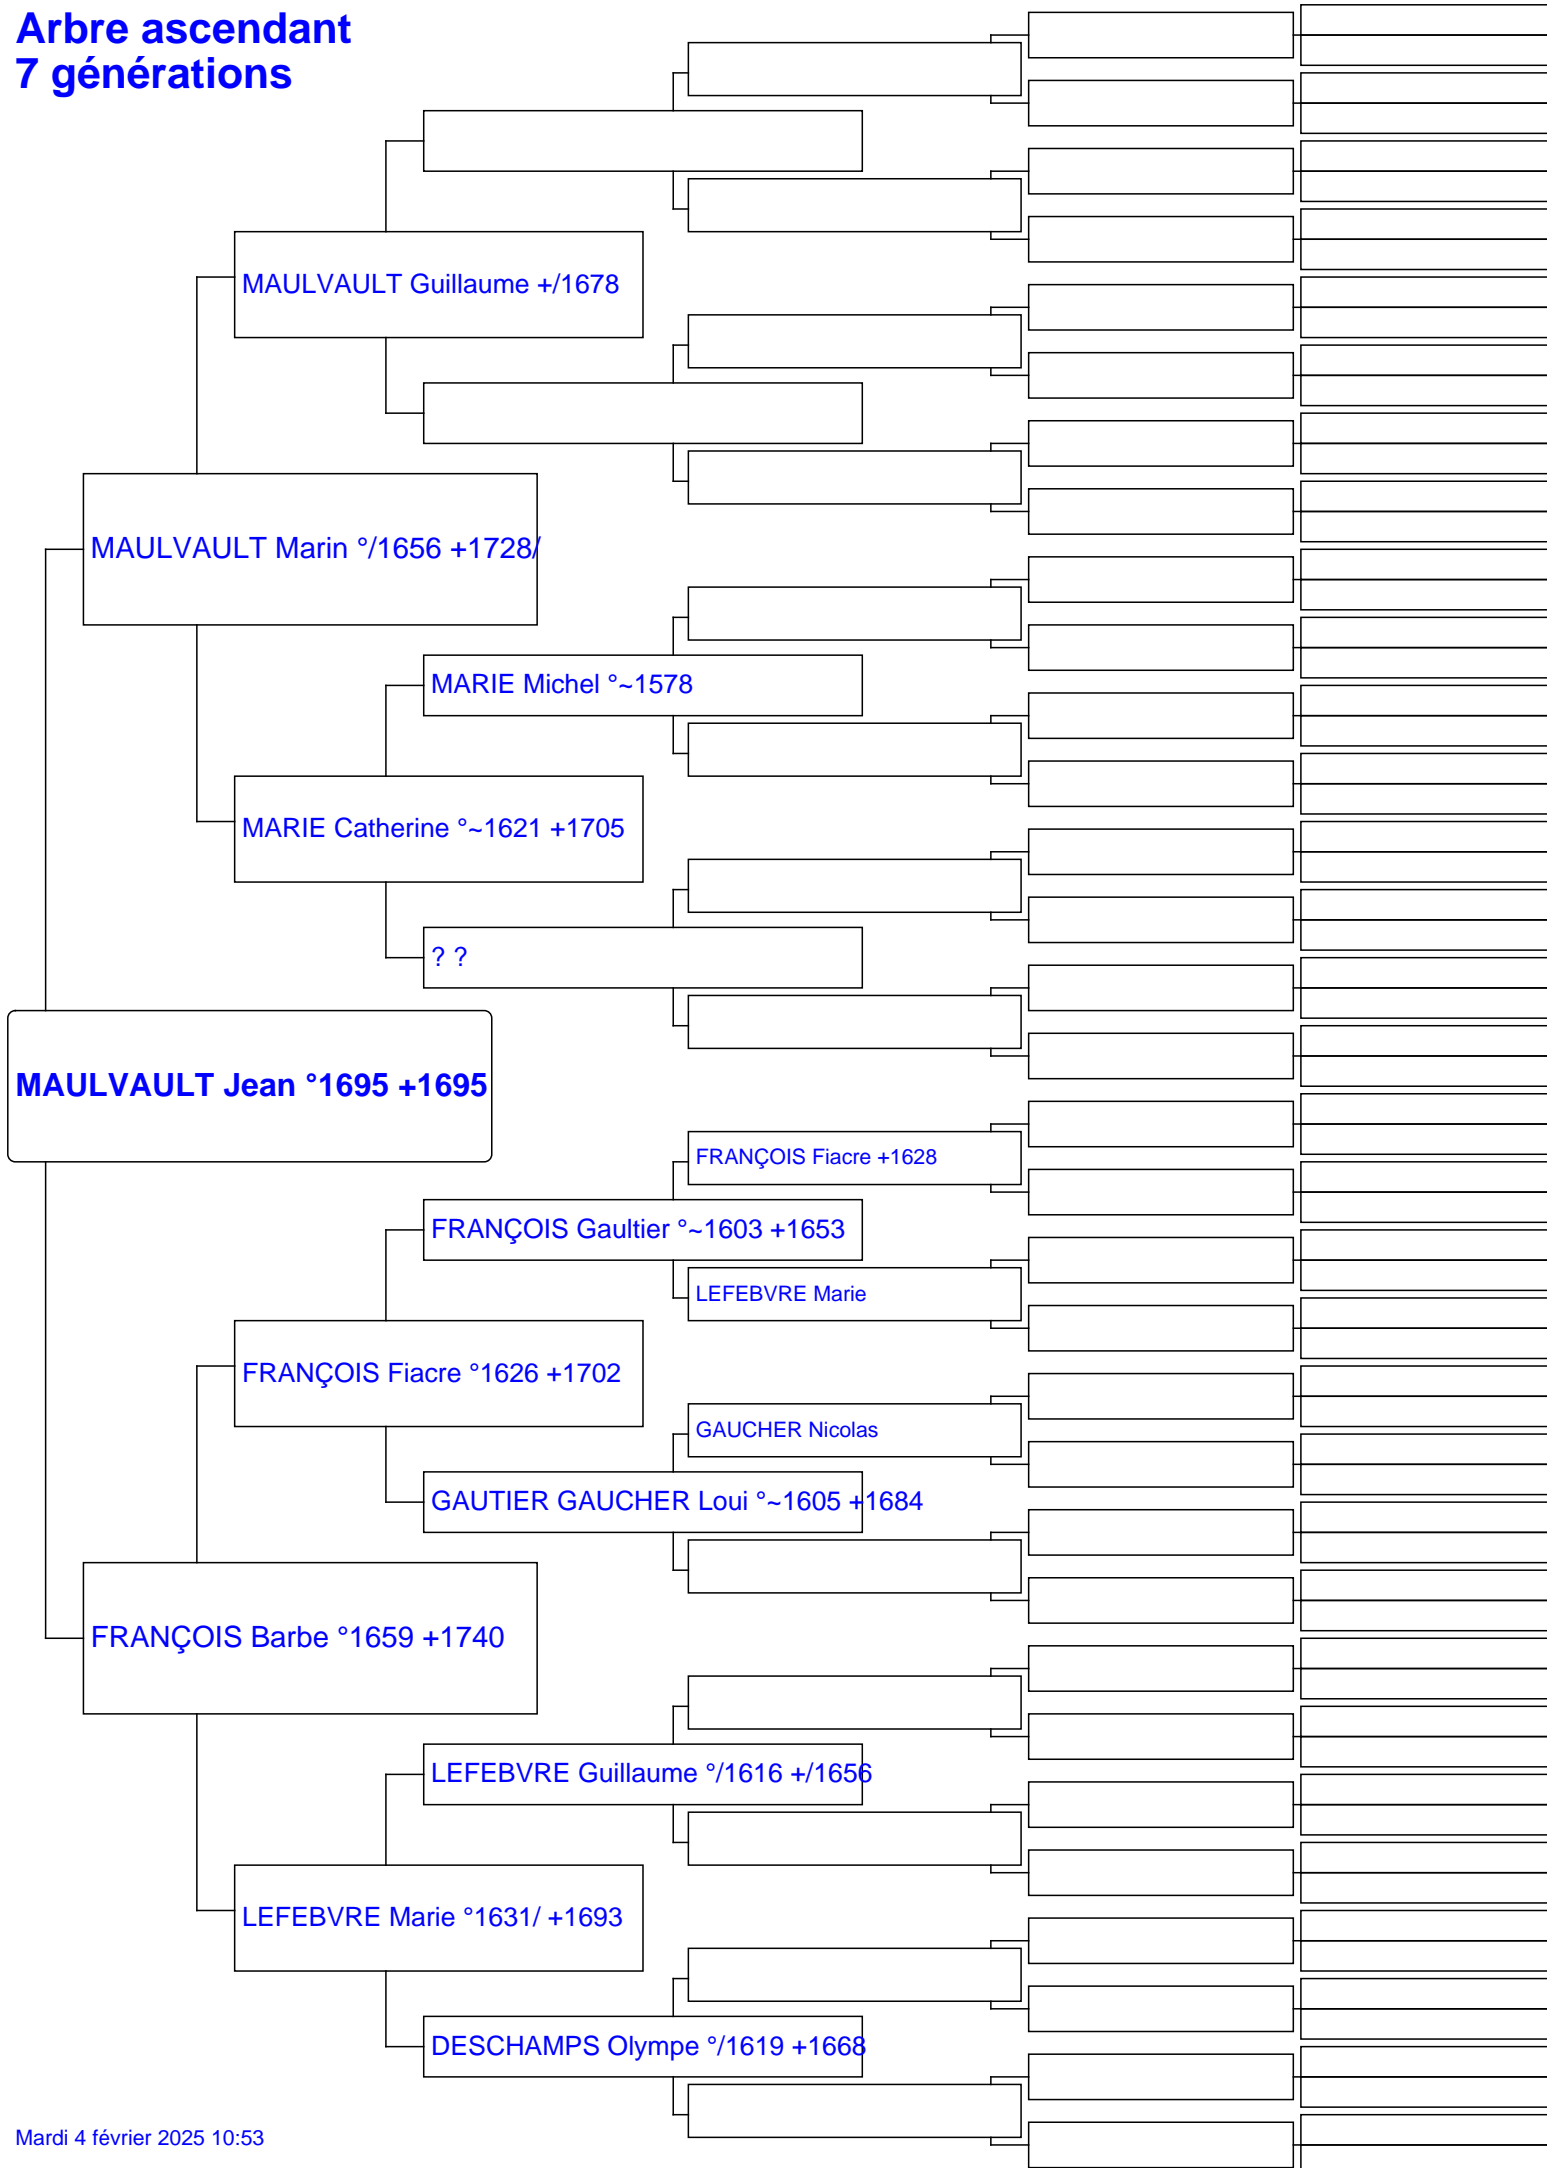 Arbre ascendant
7 générations
MAULVAULT Guillaume +/1678
MAULVAULT Marin °/1656 +1728/
MARIE Michel °~1578
MARIE Catherine °~1621 +1705
? ?
MAULVAULT Jean °1695 +1695
FRANÇOIS Fiacre +1628
FRANÇOIS Gaultier °~1603 +1653
LEFEBVRE Marie
FRANÇOIS Fiacre °1626 +1702
GAUCHER Nicolas
GAUTIER GAUCHER Loui °~1605 +1684
FRANÇOIS Barbe °1659 +1740
LEFEBVRE Guillaume °/1616 +/1656
LEFEBVRE Marie °1631/ +1693
DESCHAMPS Olympe °/1619 +1668
Mardi 4 février 2025 10:53